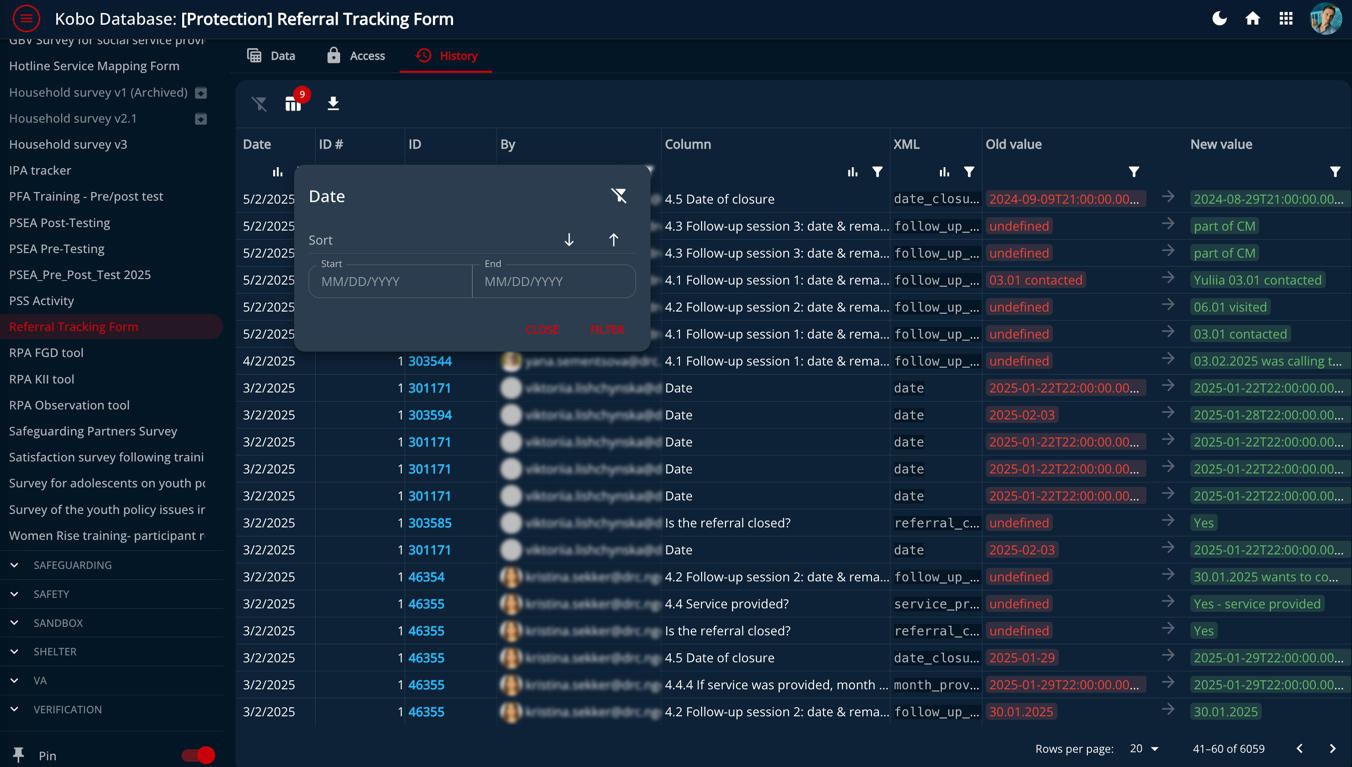 Kobo Database: [Protection] Referral Tracking Form
GBV Survey for social service provi
Hotline Service Mapping Form
Household survey v1 (Archived)
Household survey v2.1
Household survey v3
IPA tracker
PFA Training - Pre/post test
PSEA Post-Testing
PSEA Pre-Testing
PSEA_Pre_Post_Test 2025
PSS Activity
Referral Tracking Form
RPA FGD tool
RPA KII tool
RPA Observation tool
Safeguarding Partners Survey
Satisfaction survey following traini
Survey for adolescents on youth po
Survey of the youth policy issues ir
Women Rise training- participant r
SAFEGUARDING
SAFETY
SANDBOX
SHELTER
VA
VERIFICATION
Pin
Data Access History
9
Date ID # ID By Column XML Old value New value
5/2/2025 4.5 Date of closure date_closu… 2024-09-09T21:00:00.00… 2024-08-29T21:00:00.00…
5/2/2025 4.3 Follow-up session 3: date & rema… follow_up_… undefined part of CM
5/2/2025 4.3 Follow-up session 3: date & rema… follow_up_… undefined part of CM
5/2/2025 4.1 Follow-up session 1: date & rema… follow_up_… 03.01 contacted Yuliia 03.01 contacted
5/2/2025 4.2 Follow-up session 2: date & rema… follow_up_… undefined 06.01 visited
5/2/2025 4.1 Follow-up session 1: date & rema… follow_up_… undefined 03.01 contacted
4/2/2025 1 303544 4.1 Follow-up session 1: date & rema… follow_up_… undefined 03.02.2025 was calling t…
3/2/2025 1 301171 Date date 2025-01-22T22:00:00.00… 2025-01-22T22:00:00.00…
3/2/2025 1 303594 Date date 2025-02-03 2025-01-28T22:00:00.00…
3/2/2025 1 301171 Date date 2025-01-22T22:00:00.00… 2025-01-22T22:00:00.00…
3/2/2025 1 301171 Date date 2025-01-22T22:00:00.00… 2025-01-22T22:00:00.00…
3/2/2025 1 301171 Date date 2025-01-22T22:00:00.00… 2025-01-22T22:00:00.00…
3/2/2025 1 303585 Is the referral closed? referral_c… undefined Yes
3/2/2025 1 301171 Date date 2025-02-03 2025-01-22T22:00:00.00…
3/2/2025 1 46354 4.2 Follow-up session 2: date & rema… follow_up_… undefined 30.01.2025 wants to co…
3/2/2025 1 46355 4.4 Service provided? service_pr… undefined Yes - service provided
3/2/2025 1 46355 Is the referral closed? referral_c… undefined Yes
3/2/2025 1 46355 4.5 Date of closure date_closu… 2025-01-29 2025-01-29T22:00:00.00…
3/2/2025 1 46355 4.4.4 If service was provided, month … month_prov… 2025-01-29T22:00:00.00… 2025-01-29T22:00:00.00…
3/2/2025 1 46355 4.2 Follow-up session 2: date & rema… follow_up_… 30.01.2025 30.01.2025
Date
Sort
Start End
MM/DD/YYYY MM/DD/YYYY
CLOSE FILTER
Rows per page: 20 41–60 of 6059